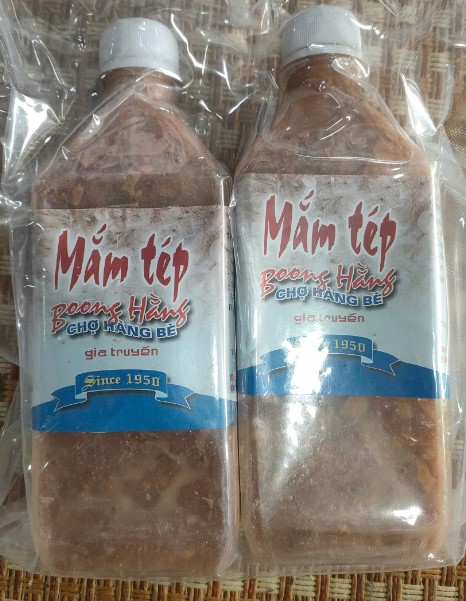 Mắm tép
Boong Hằng
CHỢ HÀNG BÈ
gia truyền
Since 1950
Mắm tép
Boong Hằng
CHỢ HÀNG BÈ
gia truyền
1950